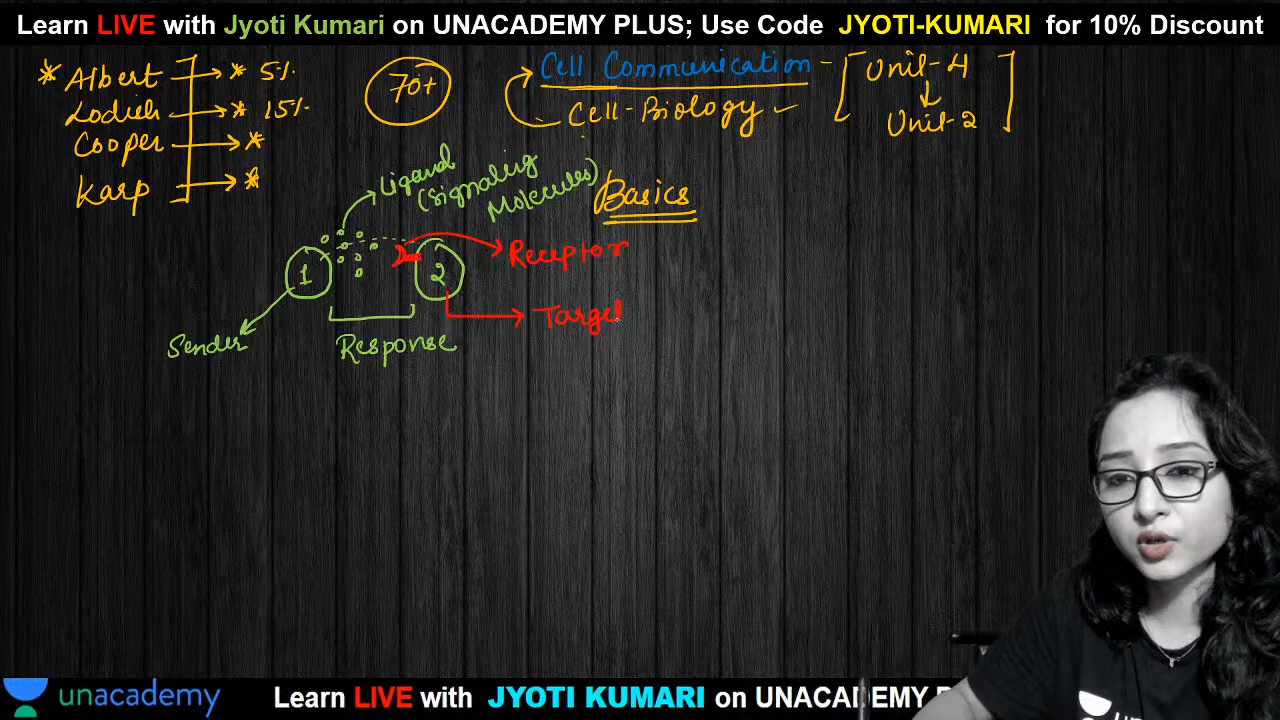 Learn LIVE with Jyoti Kumari on UNACADEMY PLUS; Use Code JYOTI-KUMARI for 10% Discount
* Albert → * 5%
Lodish → * 15%
Cooper → *
Karp → *
70+
Cell Communication - Unit-4
Cell-Biology Unit-2
Basics
Ligand
(Signaling
Molecules)
1
2
Receptor
Target
Sender
Response
unacademy
Learn LIVE with JYOTI KUMARI on UNACADEMY P